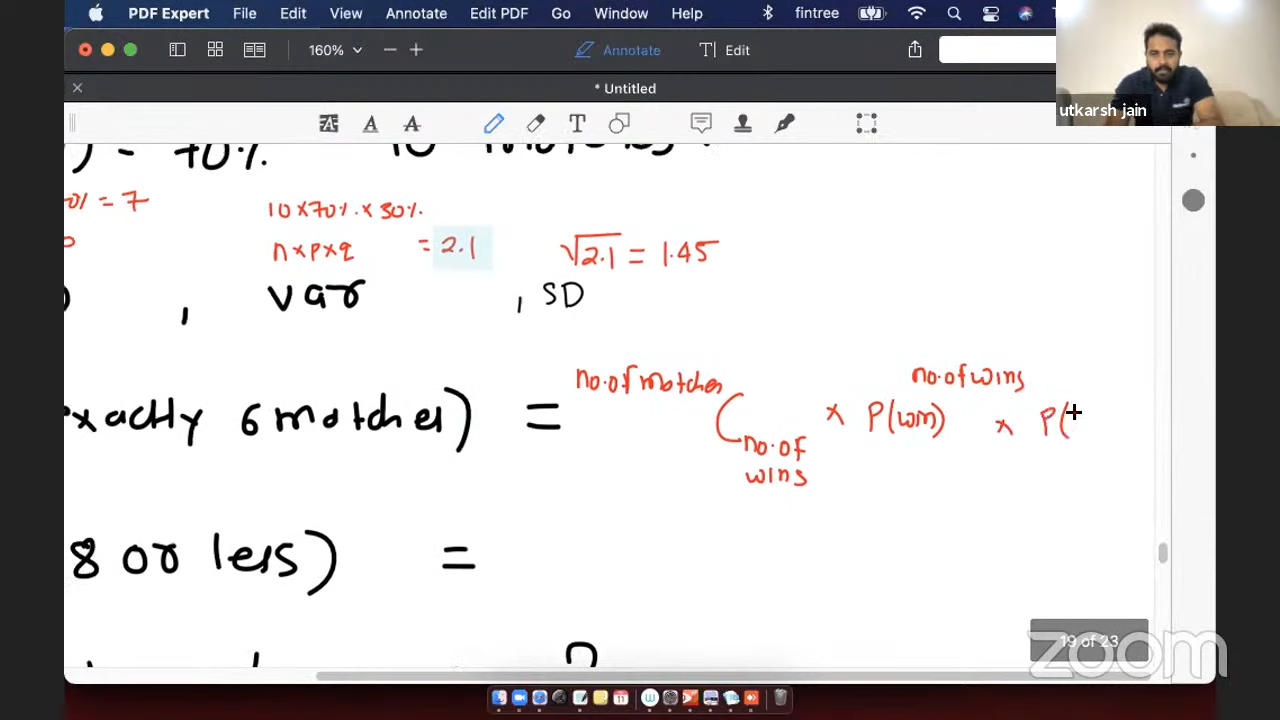 PDF Expert File Edit View Annotate Edit PDF Go Window Help fintree
160% Annotate Edit
* Untitled
utkarsh jain
) = 70%. 10 matches.
0% = 7
10 x 70%. x 30%.
n x p x q = 2.1 √2.1 = 1.45
, var , SD
no. of matches no. of wins
xactly 6 matches) = C x P(win) x P(
no. of
wins
8 or less) =
?
19 of 23
zoom